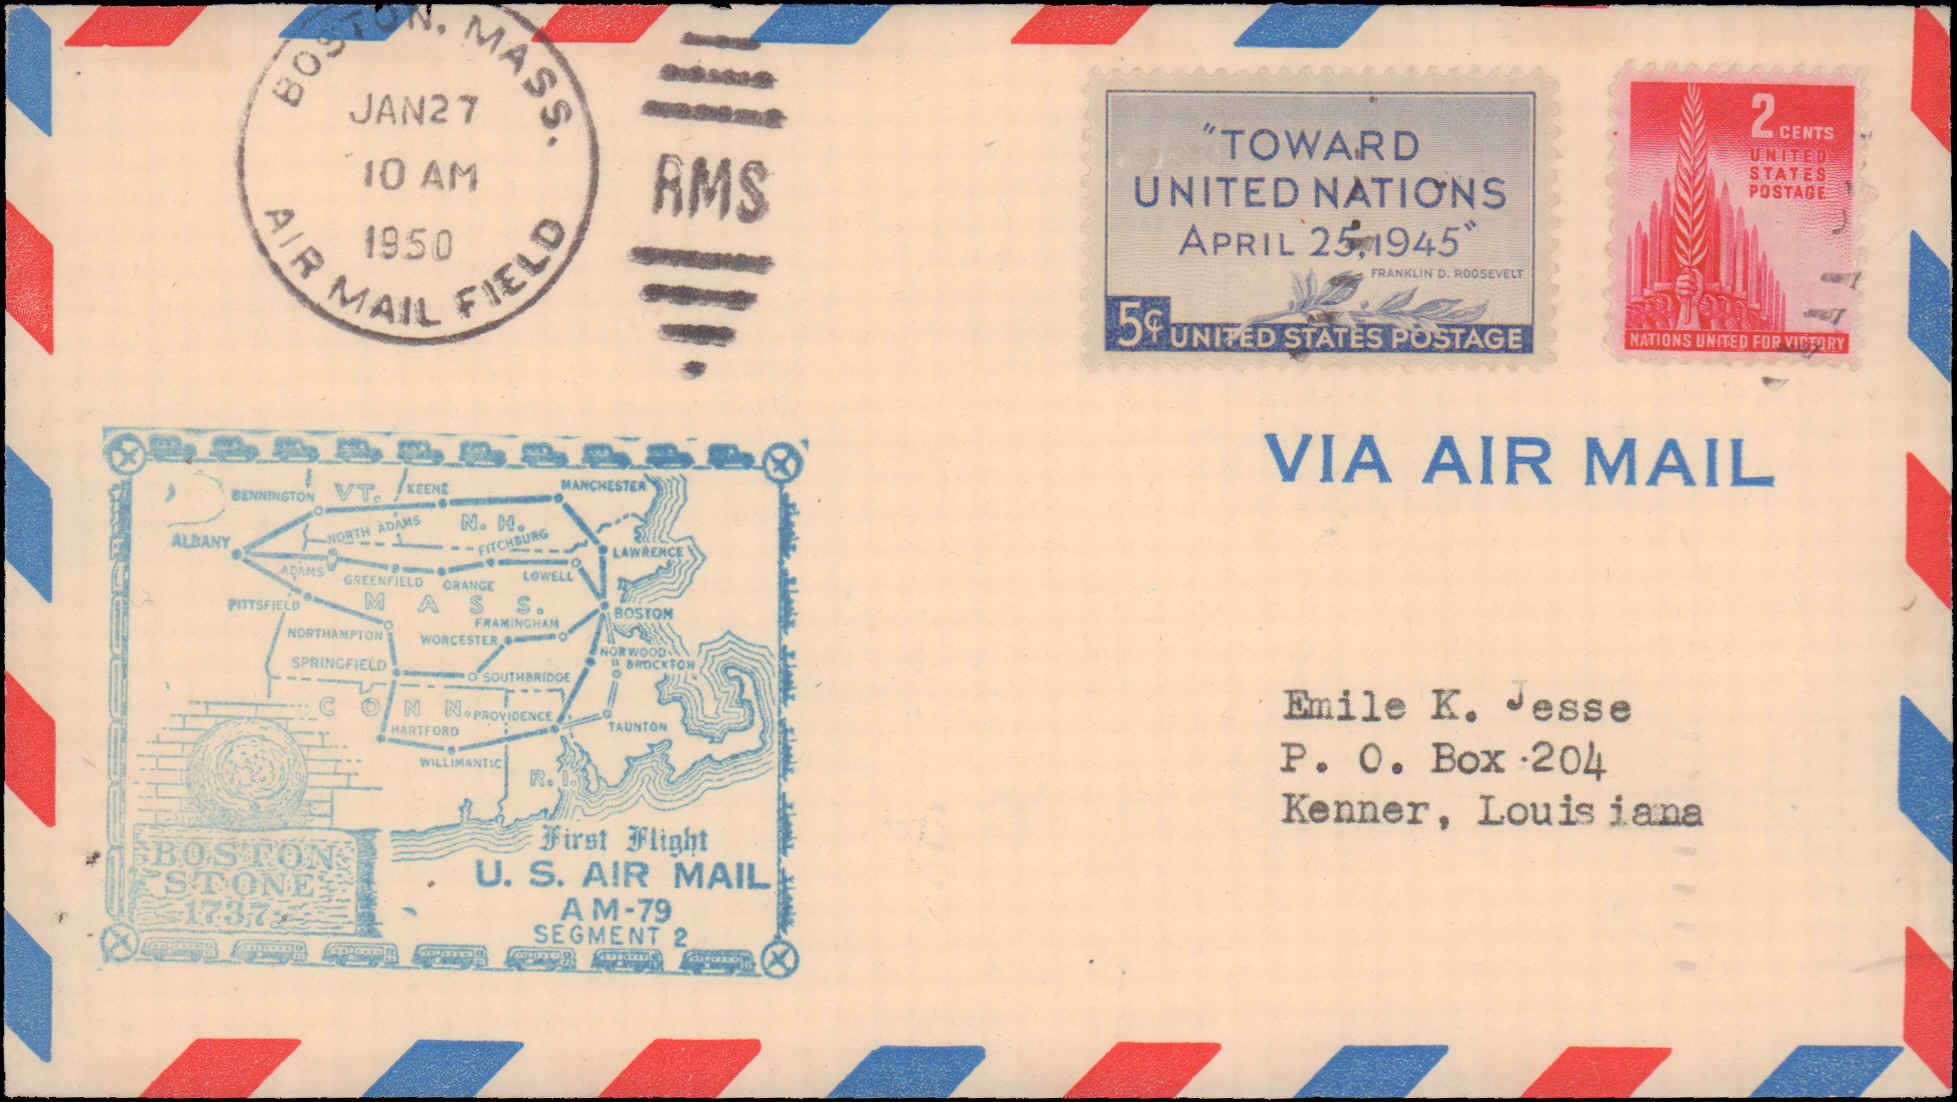 BOSTON, MASS.
JAN 27
10 AM
1950
AIR MAIL FIELD
RMS
"TOWARD
UNITED NATIONS
APRIL 25, 1945"
FRANKLIN D. ROOSEVELT
5¢ UNITED STATES POSTAGE
2 CENTS
UNITED
STATES
POSTAGE
NATIONS UNITED FOR VICTORY
VIA AIR MAIL
BENNINGTON VT. KEENE MANCHESTER
NORTH ADAMS N. H.
ALBANY FITCHBURG LAWRENCE
ADAMS GREENFIELD ORANGE LOWELL
PITTSFIELD MASS. BOSTON
NORTHAMPTON WORCESTER FRAMINGHAM
NORWOOD
SPRINGFIELD SOUTHBRIDGE BROCKTON
CONN. PROVIDENCE
HARTFORD TAUNTON
WILLIMANTIC R. I.
BOSTON
STONE
1737
First Flight
U. S. AIR MAIL
AM-79
SEGMENT 2
Emile K. Jesse
P. O. Box 204
Kenner, Louisiana